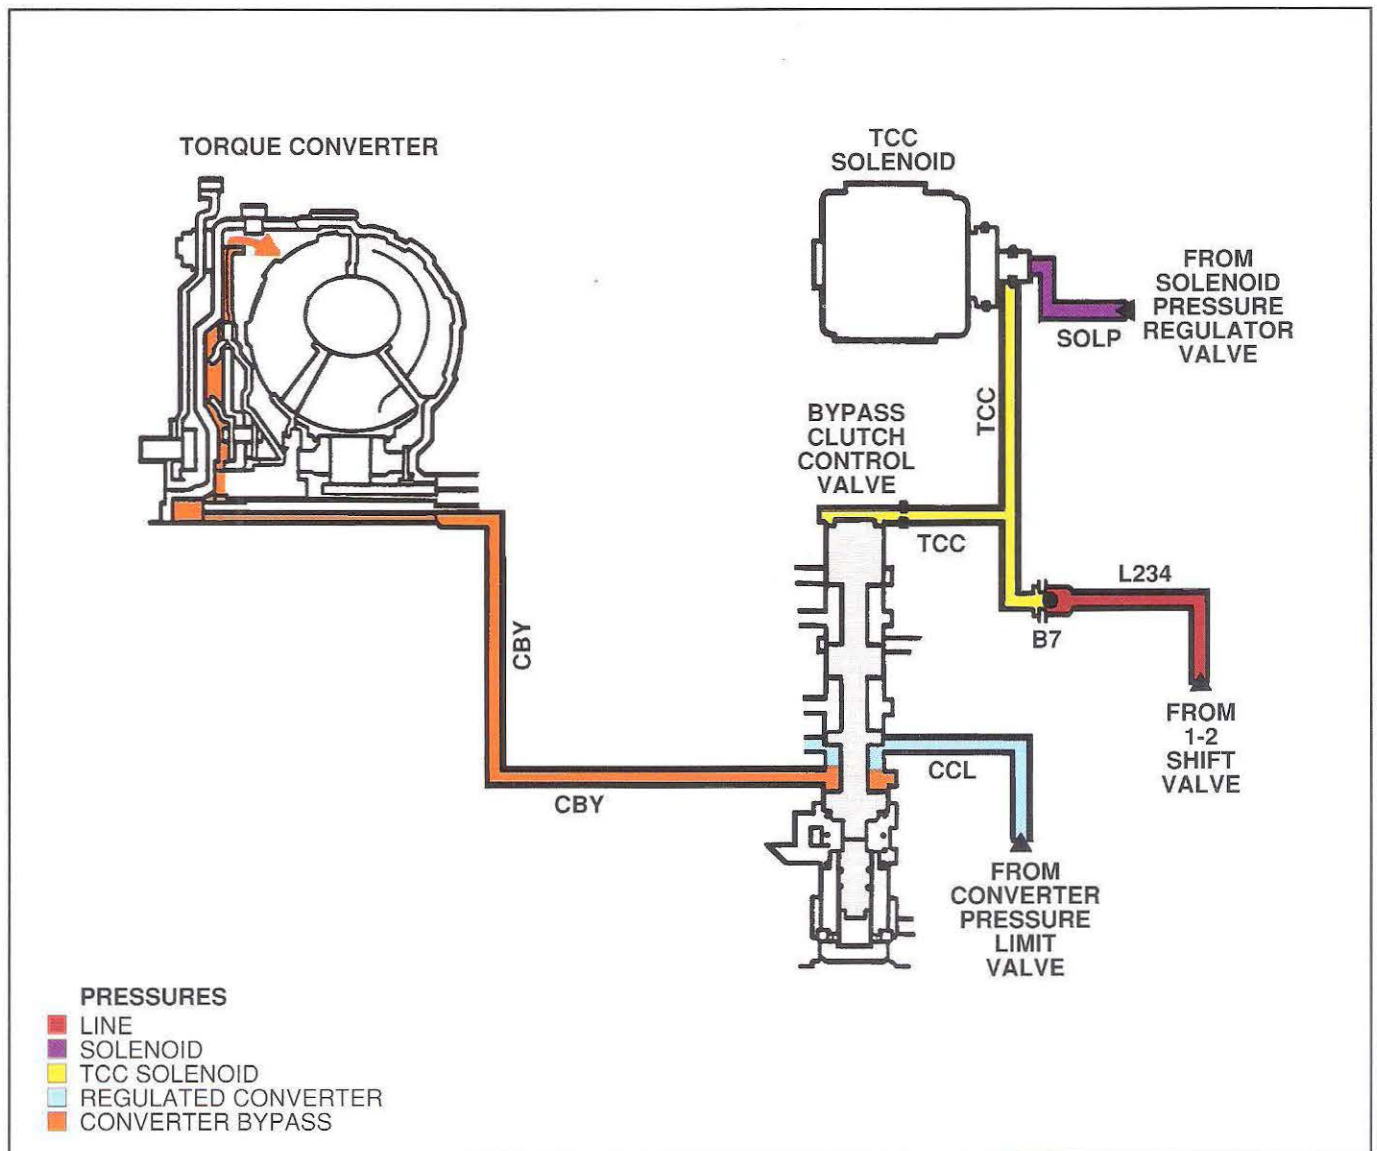 TORQUE CONVERTER
TCC
SOLENOID
FROM
SOLENOID
PRESSURE
REGULATOR
VALVE
SOLP
TCC
BYPASS
CLUTCH
CONTROL
VALVE
TCC
L234
B7
CBY
FROM
1-2
SHIFT
VALVE
CCL
CBY
FROM
CONVERTER
PRESSURE
LIMIT
VALVE
PRESSURES
LINE
SOLENOID
TCC SOLENOID
REGULATED CONVERTER
CONVERTER BYPASS